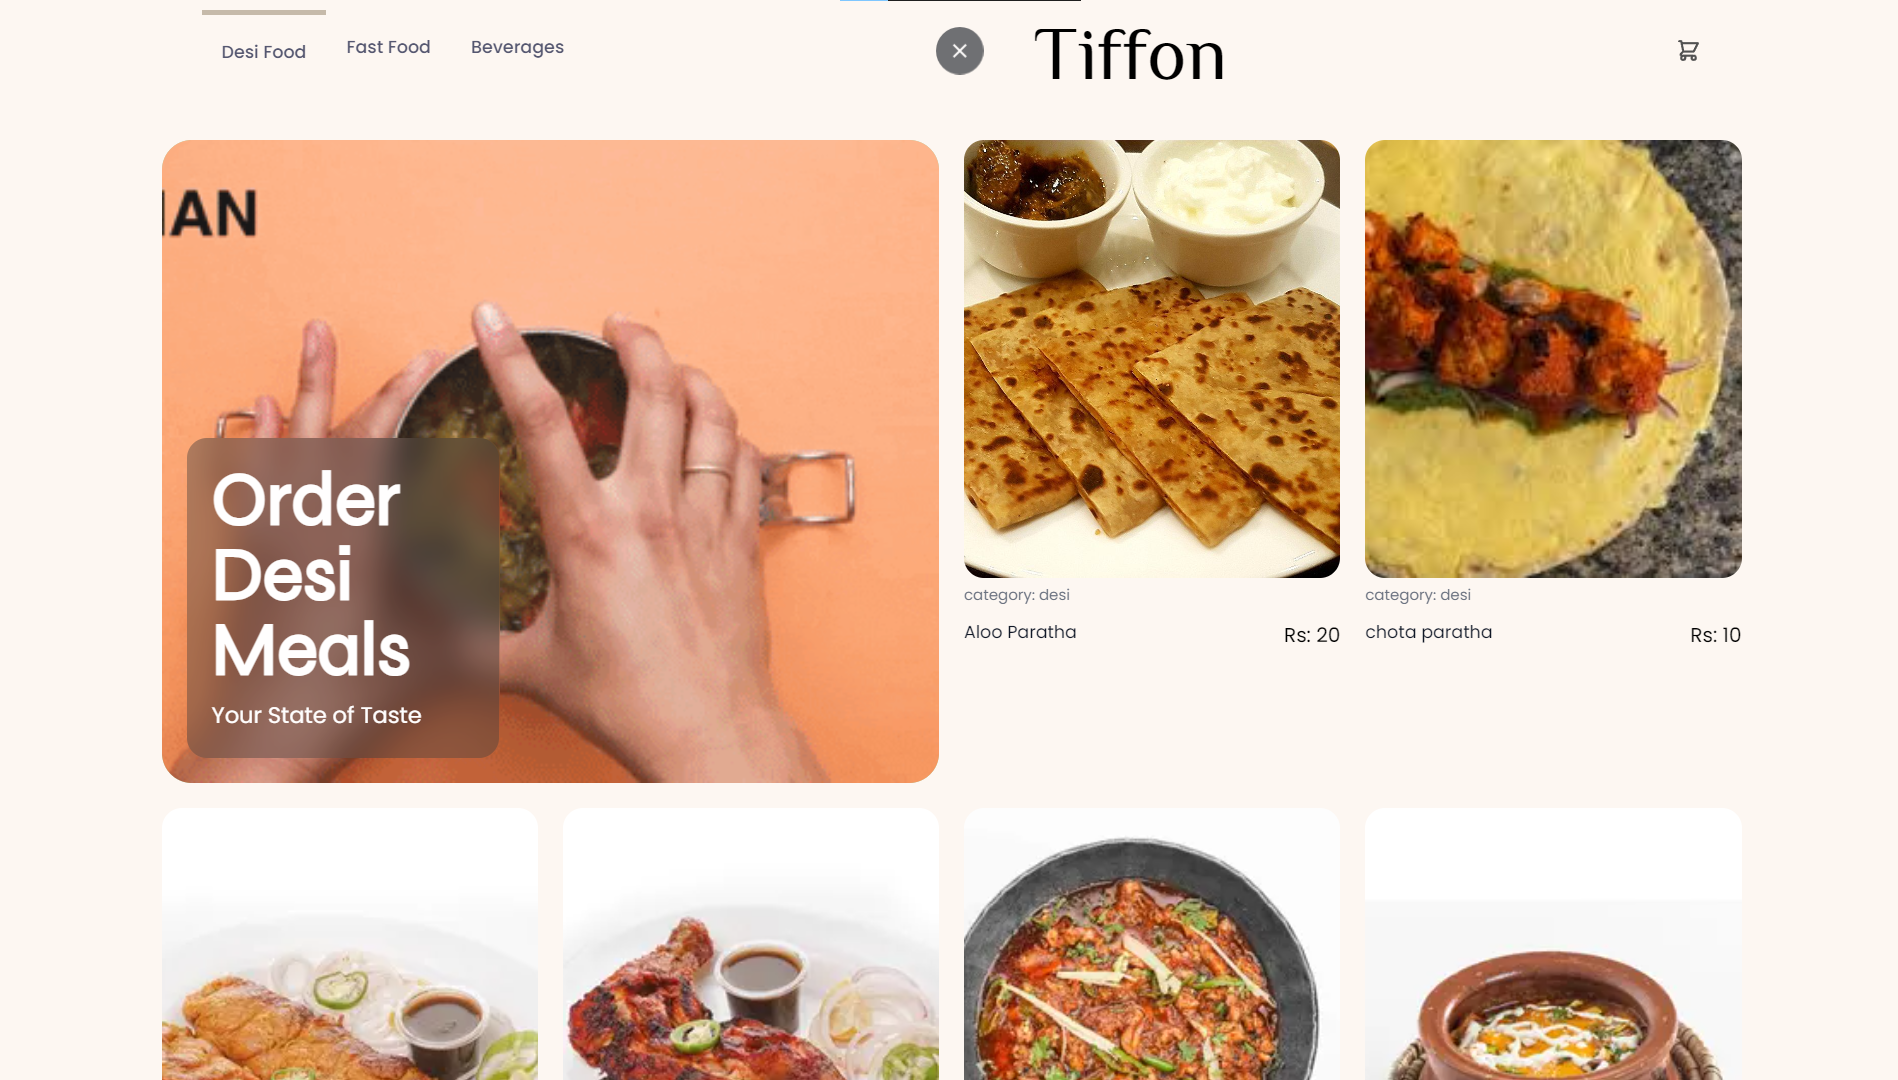 Desi Food
Fast Food
Beverages
Tiffon
IAN
Order
Desi
Meals
Your State of Taste
category: desi
Aloo Paratha
Rs: 20
category: desi
chota paratha
Rs: 10